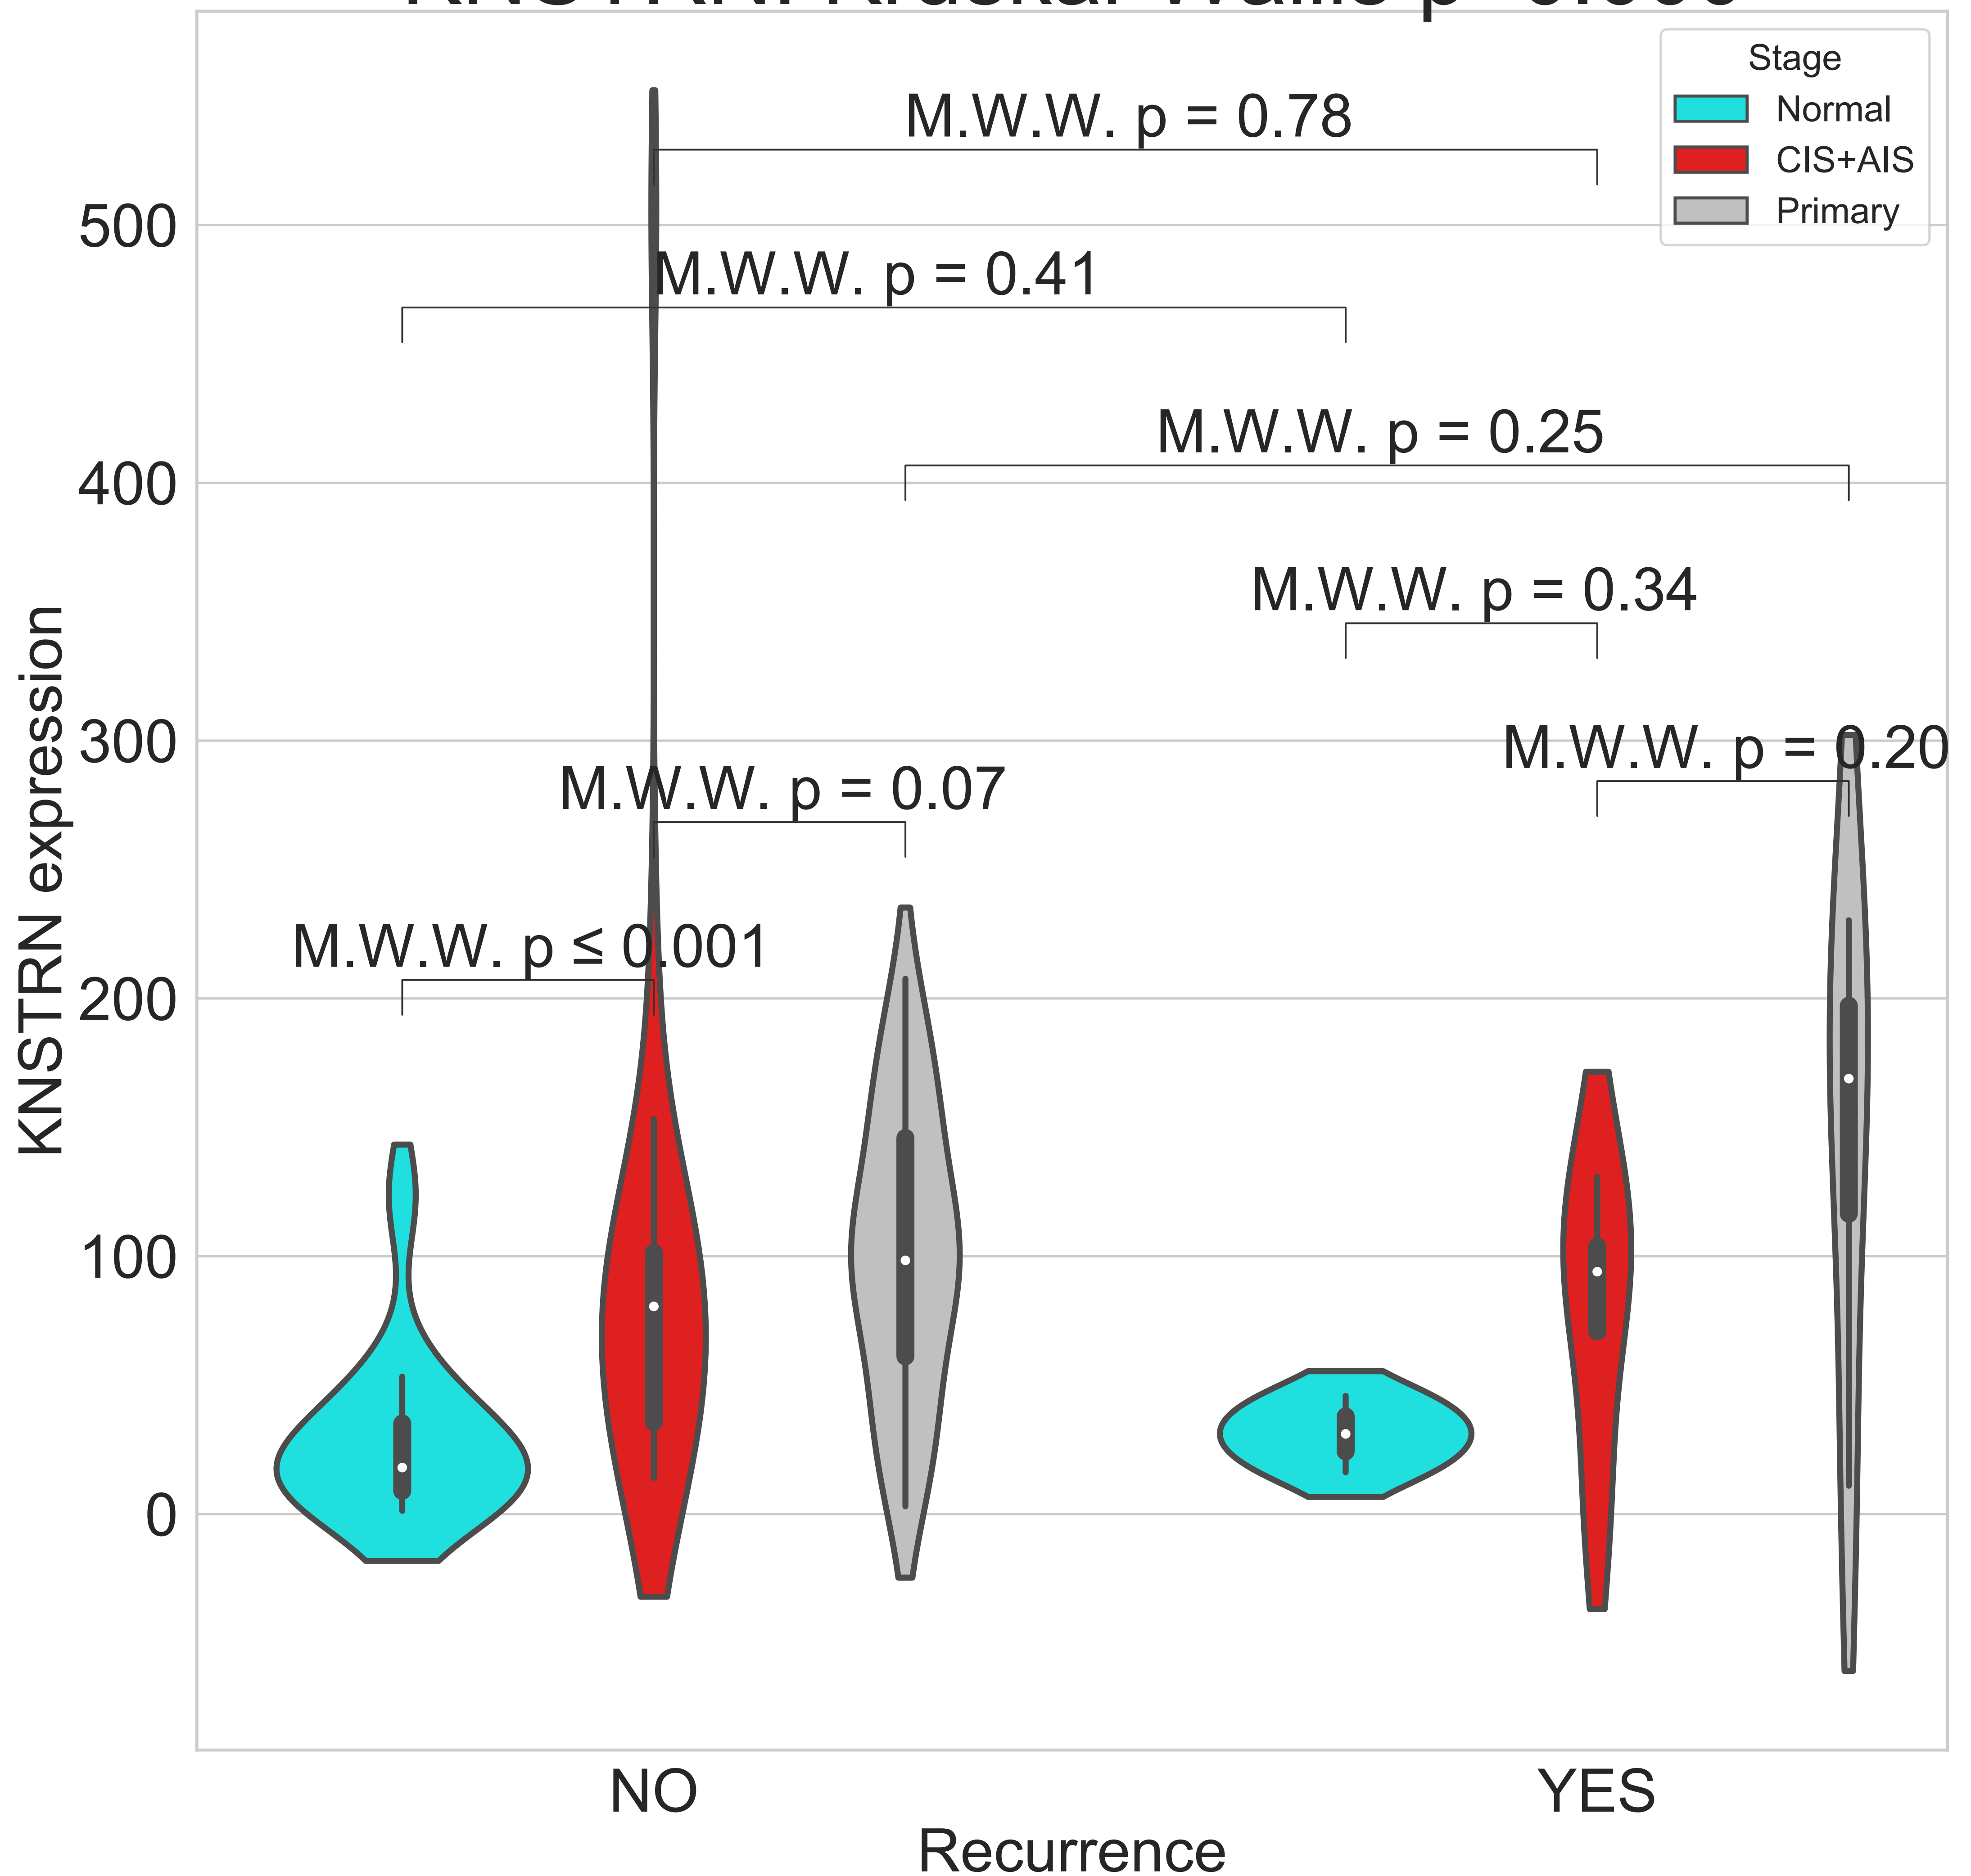 Stage
Normal
CIS+AIS
Primary
M.W.W. p = 0.78
M.W.W. p = 0.41
M.W.W. p = 0.25
M.W.W. p = 0.34
M.W.W. p = 0.20
M.W.W. p = 0.07
M.W.W. p ≤ 0.001
KNSTRN expression
500
400
300
200
100
0
NO
YES
Recurrence